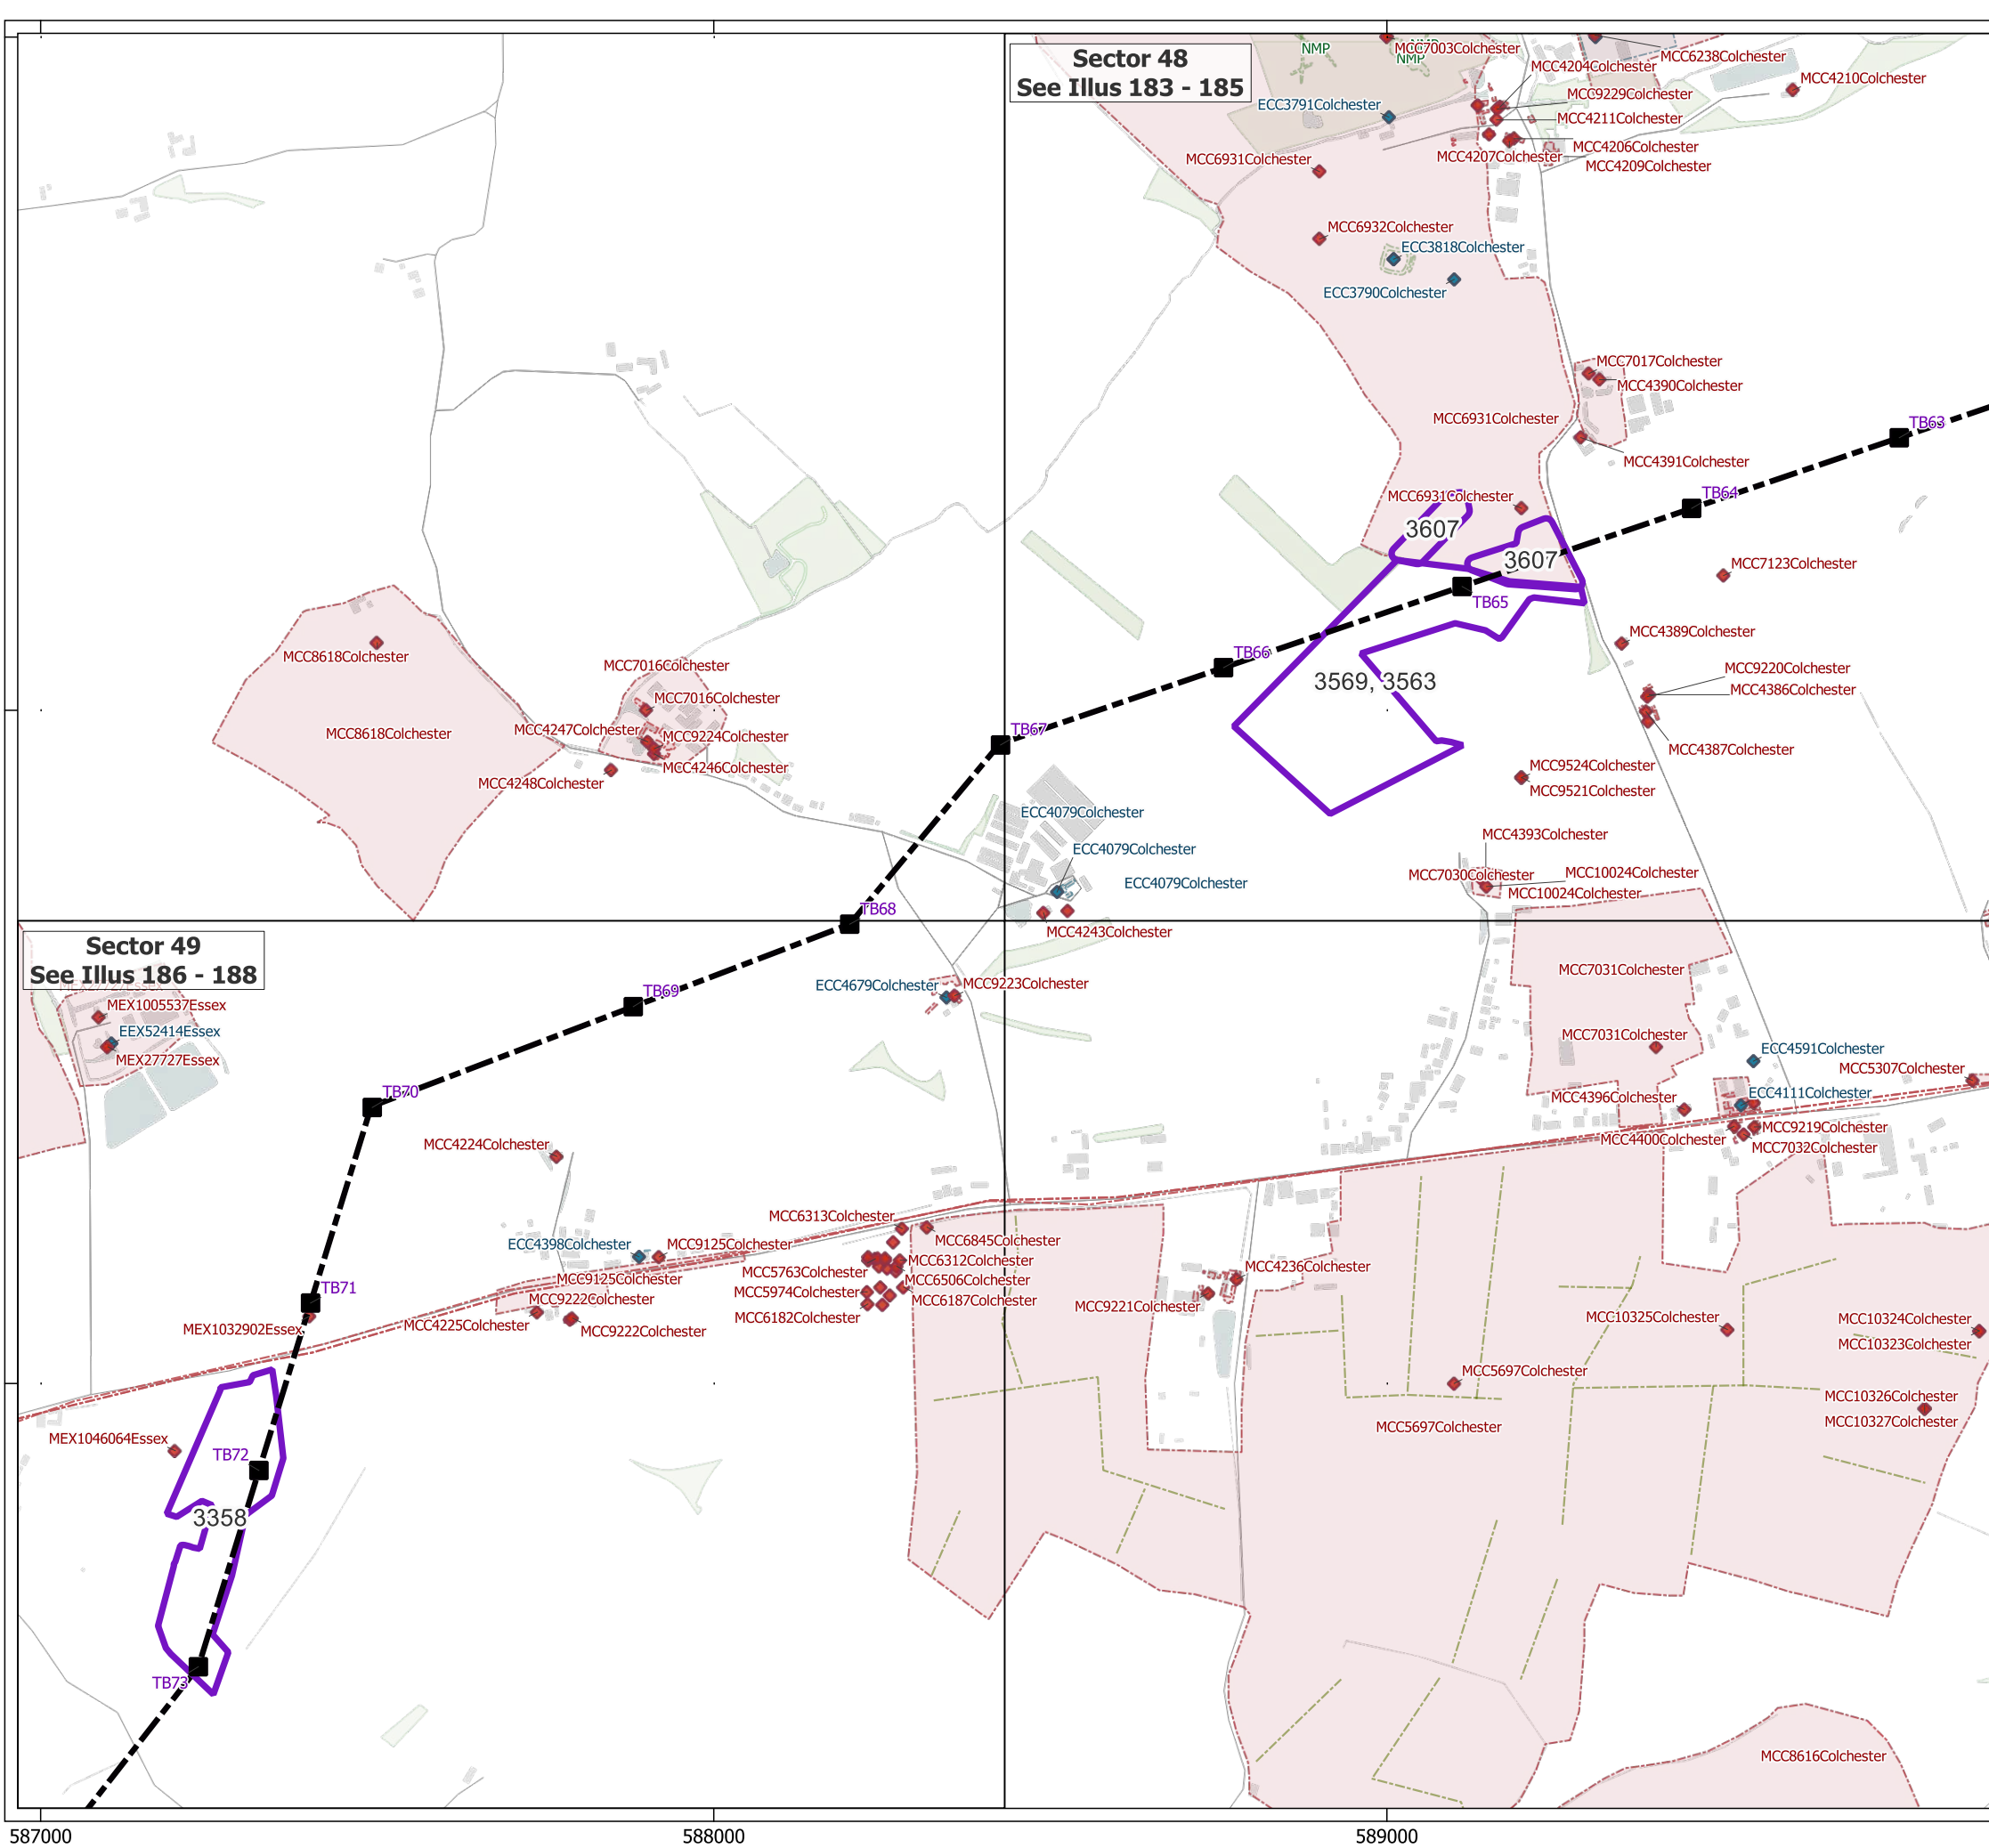 Sector 48
See Illus 183 - 185
NMP
NMP
NMP
MCC7003Colchester
MCC6238Colchester
MCC4204Colchester
MCC4210Colchester
MCC9229Colchester
ECC3791Colchester
MCC4211Colchester
MCC4206Colchester
MCC6931Colchester
MCC4207Colchester
MCC4209Colchester
MCC6932Colchester
ECC3818Colchester
ECC3790Colchester
MCC7017Colchester
MCC4390Colchester
MCC6931Colchester
TB63
MCC4391Colchester
MCC6931Colchester
TB64
3607
3607
MCC7123Colchester
TB65
MCC4389Colchester
TB66
MCC8618Colchester
MCC7016Colchester
MCC9220Colchester
3569, 3563
MCC4386Colchester
MCC7016Colchester
MCC8618Colchester
MCC4247Colchester
TB67
MCC9224Colchester
MCC4387Colchester
MCC4246Colchester
MCC9524Colchester
MCC4248Colchester
MCC9521Colchester
ECC4079Colchester
MCC4393Colchester
ECC4079Colchester
MCC7030Colchester
MCC10024Colchester
ECC4079Colchester
MCC10024Colchester
TB68
MCC4243Colchester
Sector 49
See Illus 186 - 188
MCC7031Colchester
MEX27727Essex
ECC4679Colchester
MCC9223Colchester
TB69
MEX1005537Essex
EEX52414Essex
MCC7031Colchester
MEX27727Essex
ECC4591Colchester
MCC5307Colchester
TB70
ECC4111Colchester
MCC4396Colchester
MCC9219Colchester
MCC4224Colchester
MCC4400Colchester
MCC7032Colchester
MCC6313Colchester
MCC6845Colchester
ECC4398Colchester
MCC9125Colchester
MCC6312Colchester
MCC4236Colchester
MCC5763Colchester
MCC9125Colchester
MCC6506Colchester
TB71
MCC5974Colchester
MCC9222Colchester
MCC6187Colchester
MCC9221Colchester
MCC6182Colchester
MCC10325Colchester
MCC10324Colchester
MCC4225Colchester
MEX1032902Essex
MCC9222Colchester
MCC10323Colchester
MCC5697Colchester
MCC10326Colchester
MCC5697Colchester
MCC10327Colchester
MEX1046064Essex
TB72
3358
TB73
MCC8616Colchester
587000
588000
589000